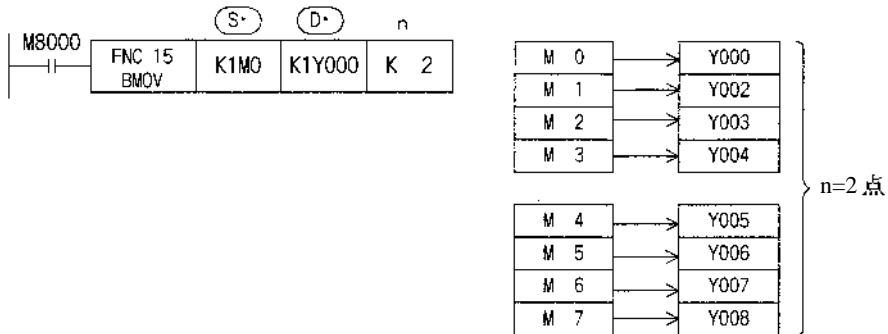 S· D· n
M8000
FNC 15 K1M0 K1Y000 K 2
BMOV
M 0 Y000
M 1 Y002
M 2 Y003
M 3 Y004
n=2 点
M 4 Y005
M 5 Y006
M 6 Y007
M 7 Y008